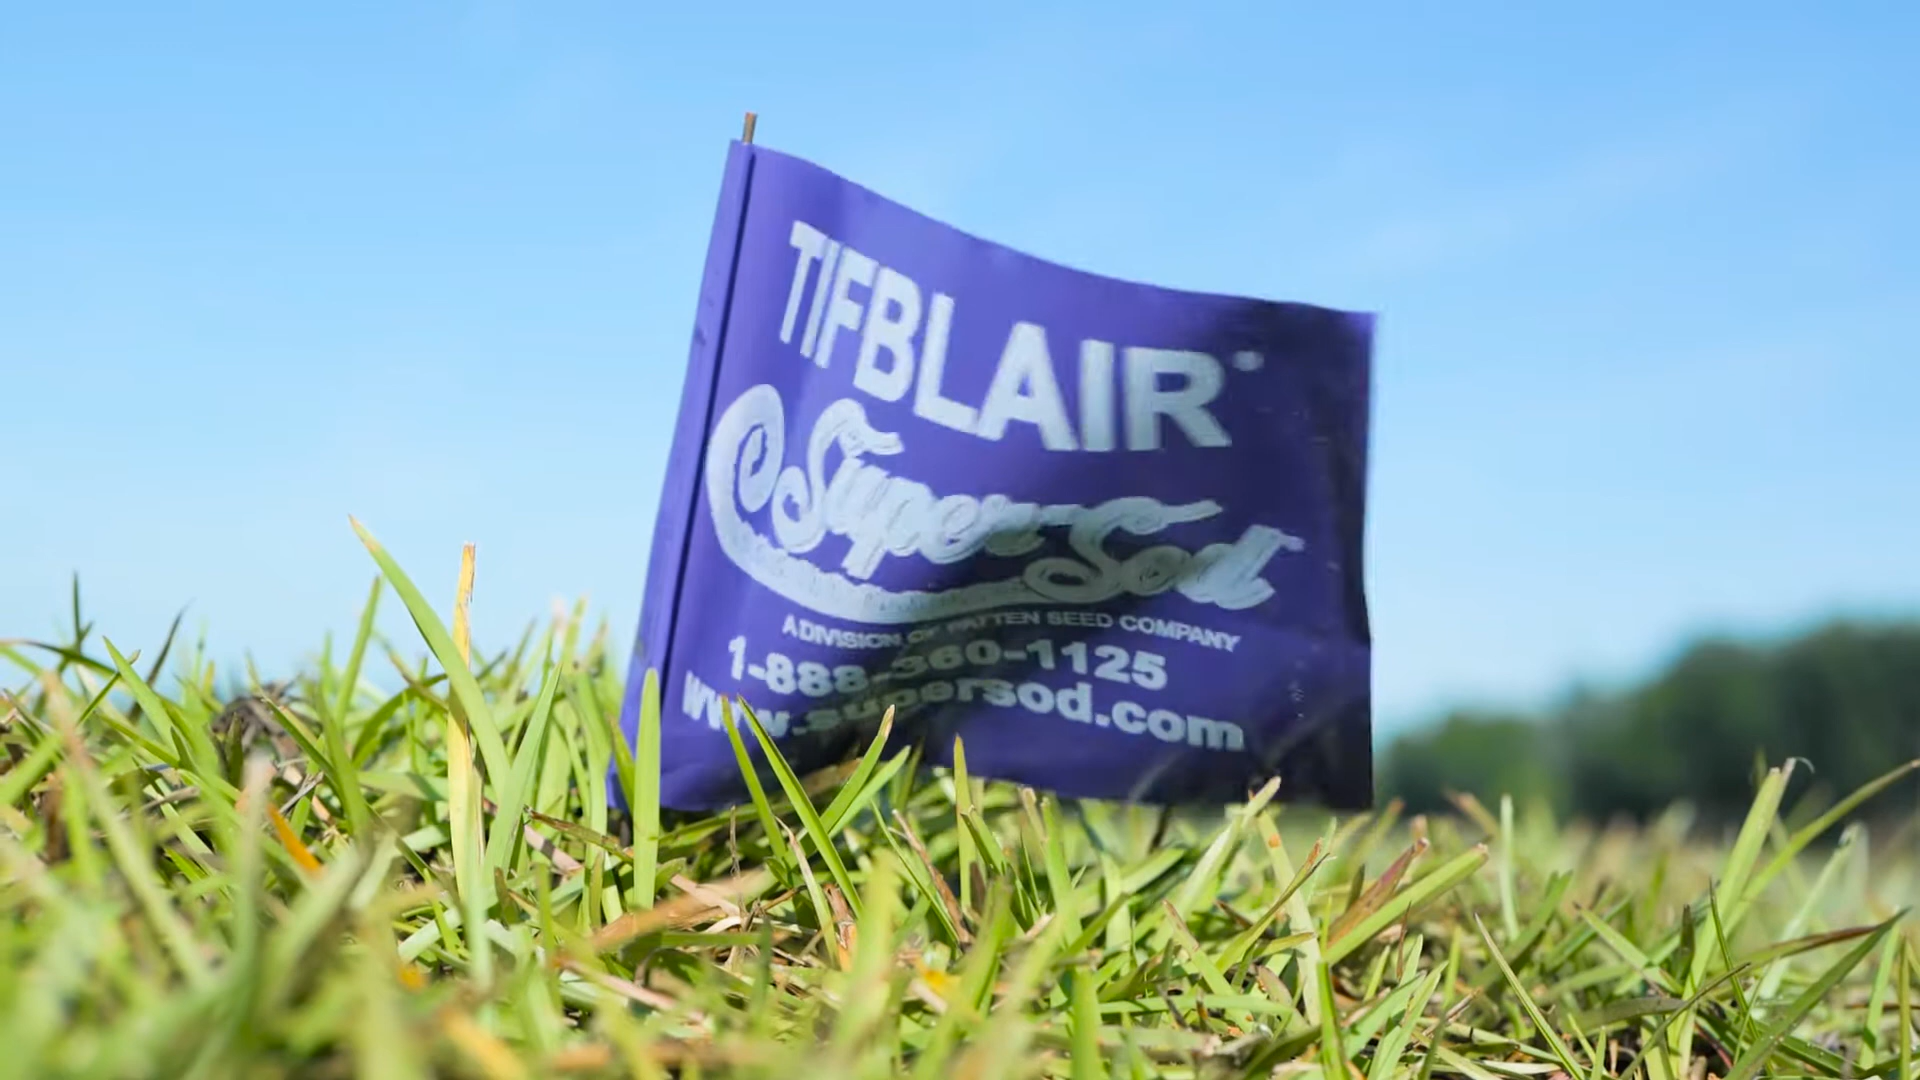 TIFBLAIR
Super-Sod
A DIVISION OF PATTEN SEED COMPANY
1-888-360-1125
www.supersod.com